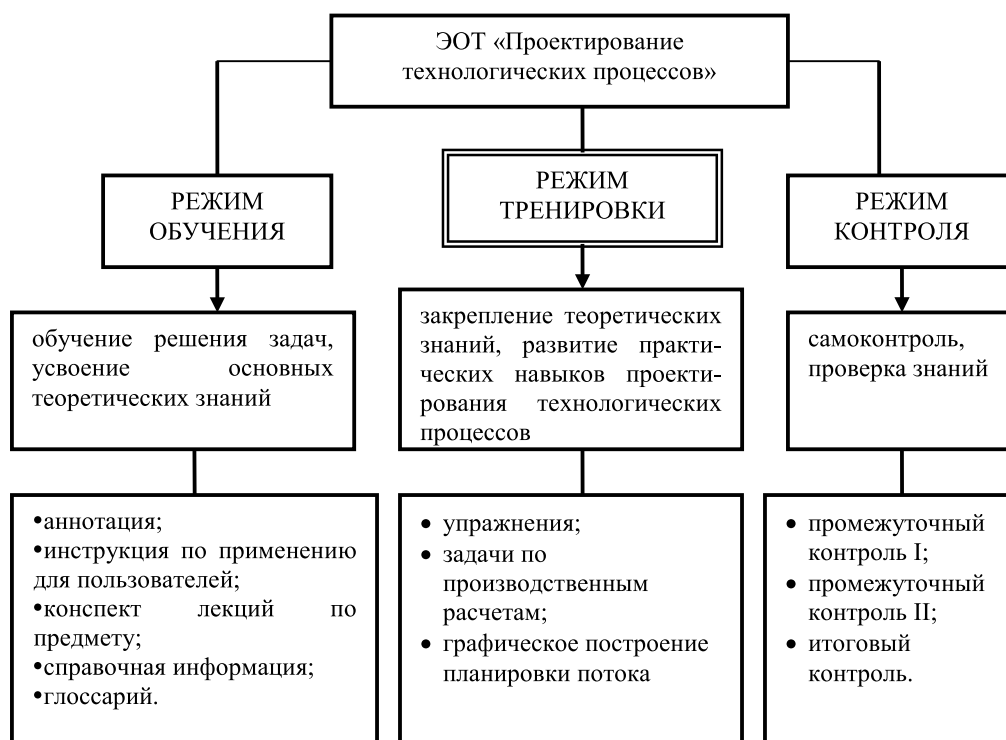 ЭОТ «Проектирование
технологических процессов»
РЕЖИМ
ОБУЧЕНИЯ
РЕЖИМ
ТРЕНИРОВКИ
РЕЖИМ
КОНТРОЛЯ
обучение решения задач,
усвоение основных
теоретических знаний
закрепление теоретических
знаний, развитие практи-
ческих навыков проекти-
рования технологических
процессов
самоконтроль,
проверка знаний
•аннотация;
•инструкция по применению
для пользователей;
•конспект лекций по
предмету;
•справочная информация;
•глоссарий.
• упражнения;
• задачи по
производственным
расчетам;
• графическое построение
планировки потока
• промежуточный
контроль I;
• промежуточный
контроль II;
• итоговый
контроль.